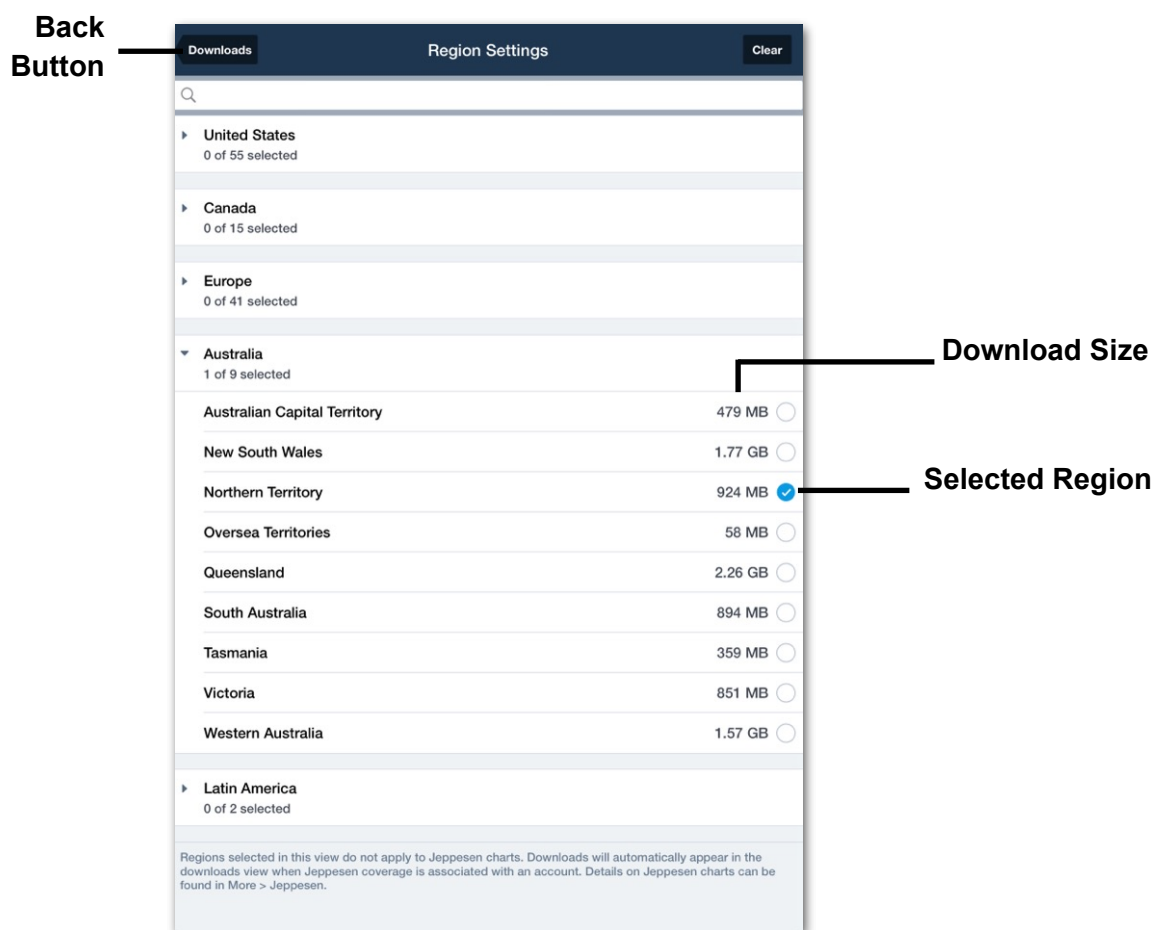 Back
Button
Downloads
Region Settings
Clear
United States
0 of 55 selected
Canada
0 of 15 selected
Europe
0 of 41 selected
Australia
1 of 9 selected
Download Size
Australian Capital Territory 479 MB
New South Wales 1.77 GB
Northern Territory 924 MB
Selected Region
Oversea Territories 58 MB
Queensland 2.26 GB
South Australia 894 MB
Tasmania 359 MB
Victoria 851 MB
Western Australia 1.57 GB
Latin America
0 of 2 selected
Regions selected in this view do not apply to Jeppesen charts. Downloads will automatically appear in the
downloads view when Jeppesen coverage is associated with an account. Details on Jeppesen charts can be
found in More > Jeppesen.